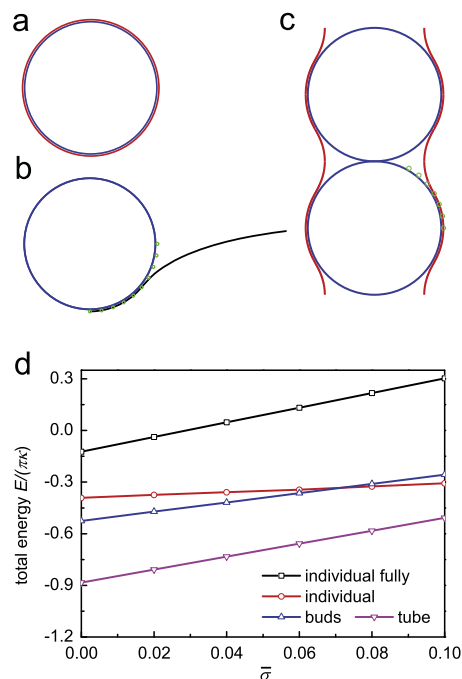 a
c
b
d
total energy E/(πκ)
0.3
0.0
-0.3
-0.6
-0.9
-1.2
individual fully
individual
buds
tube
0.00 0.02 0.04 0.06 0.08 0.10
σ̄